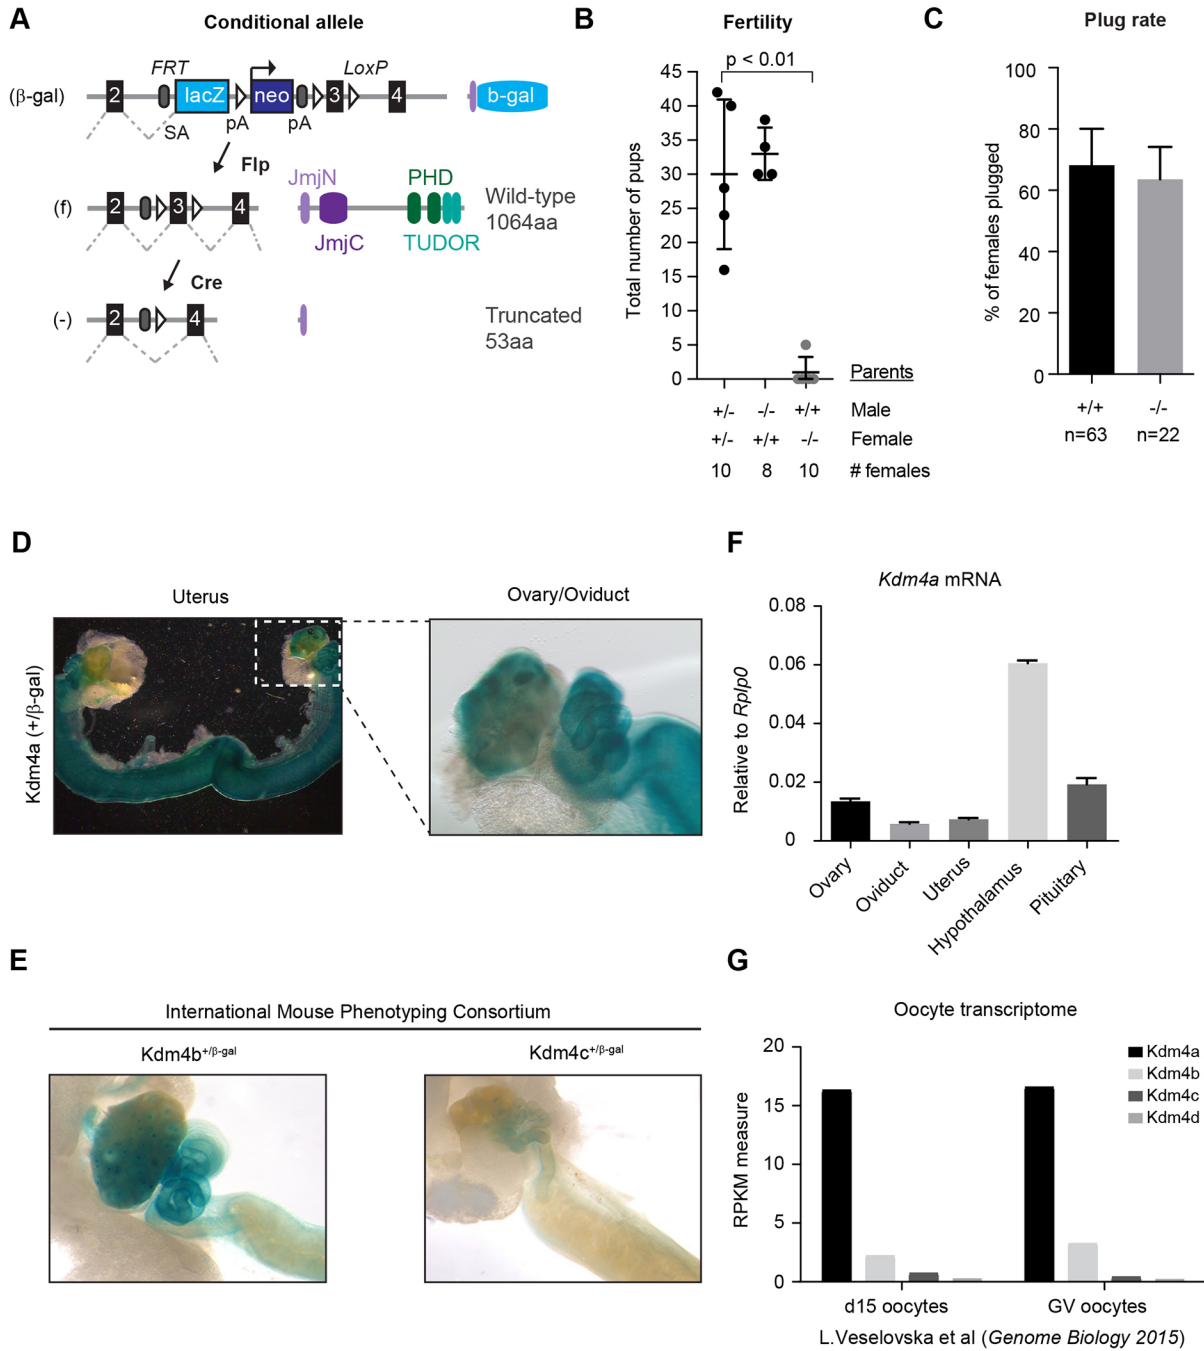 A
Conditional allele
FRT
LoxP
(β-gal)
2
lacZ
neo
3
4
b-gal
SA
pA
pA
Flp
(f)
2
3
4
JmjN
PHD
JmjC
TUDOR
Wild-type
1064aa
Cre
(-)
2
4
Truncated
53aa
B
Fertility
p < 0.01
Total number of pups
45
40
35
30
25
20
15
10
5
0
Parents
+/- -/- +/+ Male
+/- +/+ -/- Female
10 8 10 # females
C
Plug rate
% of females plugged
100
80
60
40
20
0
+/+ -/-
n=63 n=22
D
Uterus
Ovary/Oviduct
Kdm4a (+/β-gal)
F
Kdm4a mRNA
Relative to Rplp0
0.08
0.06
0.04
0.02
0
Ovary
Oviduct
Uterus
Hypothalamus
Pituitary
E
International Mouse Phenotyping Consortium
Kdm4b+/β-gal
Kdm4c+/β-gal
G
Oocyte transcriptome
RPKM measure
20
15
10
5
0
Kdm4a
Kdm4b
Kdm4c
Kdm4d
d15 oocytes
GV oocytes
L.Veselovska et al (Genome Biology 2015)